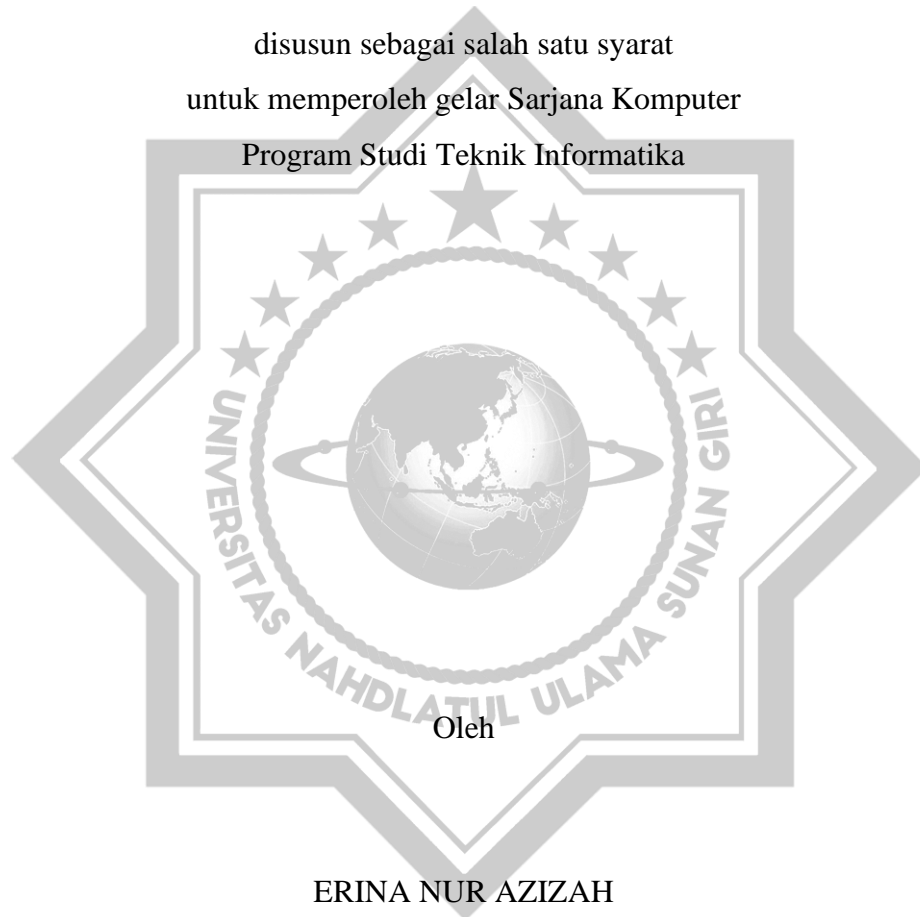 disusun sebagai salah satu syarat
untuk memperoleh gelar Sarjana Komputer
Program Studi Teknik Informatika
UNIVERSITAS NAHDLATUL ULAMA SUNAN GIRI
Oleh
ERINA NUR AZIZAH